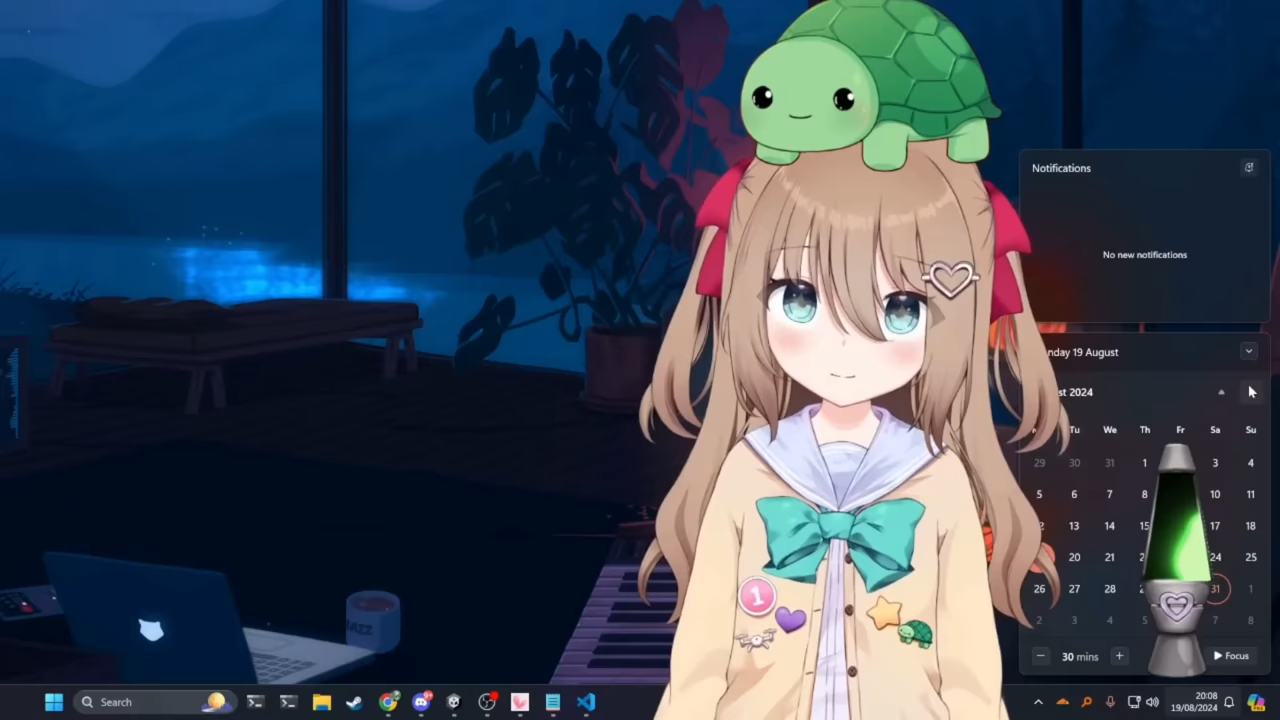 Notifications
No new notifications
nday 19 August
st 2024
Tu We Th Fr Sa Su
29 30 31 1 3 4
5 6 7 8 10 11
13 14 15 17 18
20 21 24 25
26 27 28 31 1
2 3 4 5 7 8
30 mins
Focus
1
Search
20:08
19/08/2024